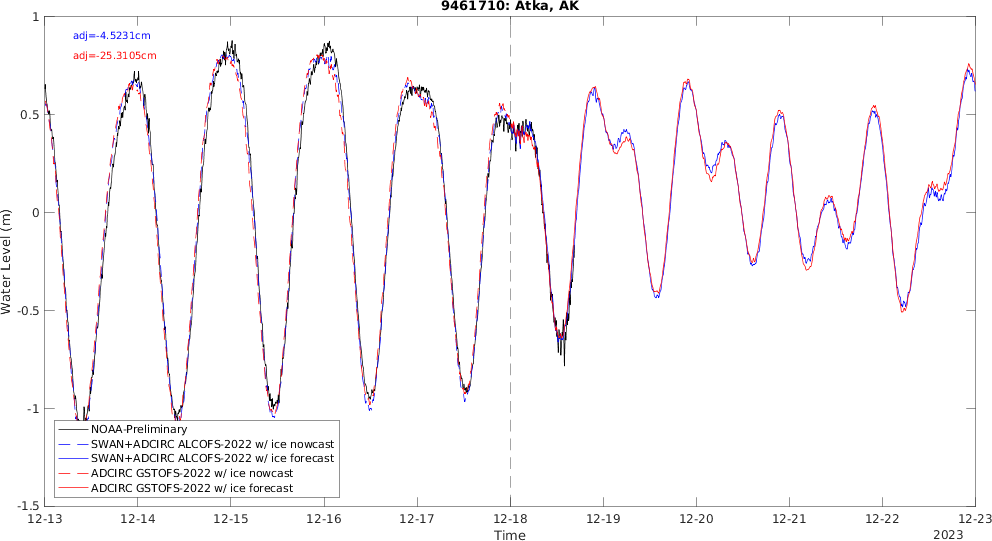 9461710: Atka, AK
adj=-4.5231cm
adj=-25.3105cm
1
0.5
0
-0.5
-1
-1.5
Water Level (m)
NOAA-Preliminary
SWAN+ADCIRC ALCOFS-2022 w/ ice nowcast
SWAN+ADCIRC ALCOFS-2022 w/ ice forecast
ADCIRC GSTOFS-2022 w/ ice nowcast
ADCIRC GSTOFS-2022 w/ ice forecast
12-13 12-14 12-15 12-16 12-17 12-18 12-19 12-20 12-21 12-22 12-23
Time
2023